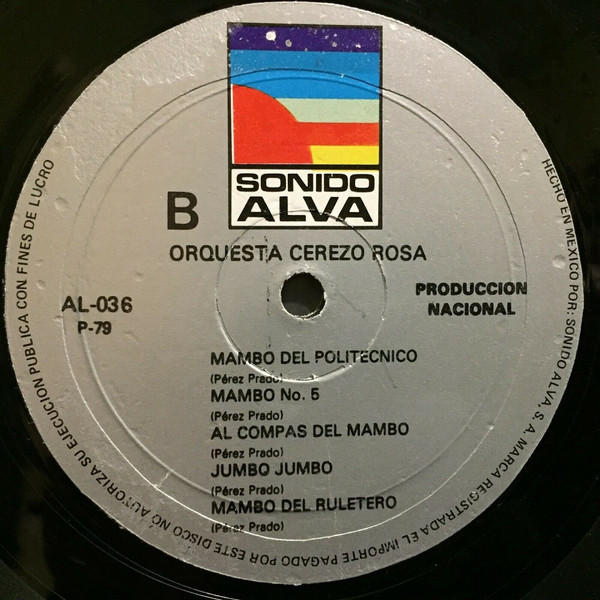 SONIDO
ALVA
B
ORQUESTA CEREZO ROSA
AL-036
P-79
PRODUCCION
NACIONAL
MAMBO DEL POLITECNICO
(Pérez Prado)
MAMBO No. 5
(Pérez Prado)
AL COMPAS DEL MAMBO
(Pérez Prado)
JUMBO JUMBO
(Pérez Prado)
MAMBO DEL RULETERO
(Pérez Prado)
HECHO EN MEXICO POR: SONIDO ALVA, S. A. MARCA REGISTRADA EL IMPORTE PAGADO POR ESTE DISCO NO AUTORIZA SU EJECUCION PUBLICA CON FINES DE LUCRO